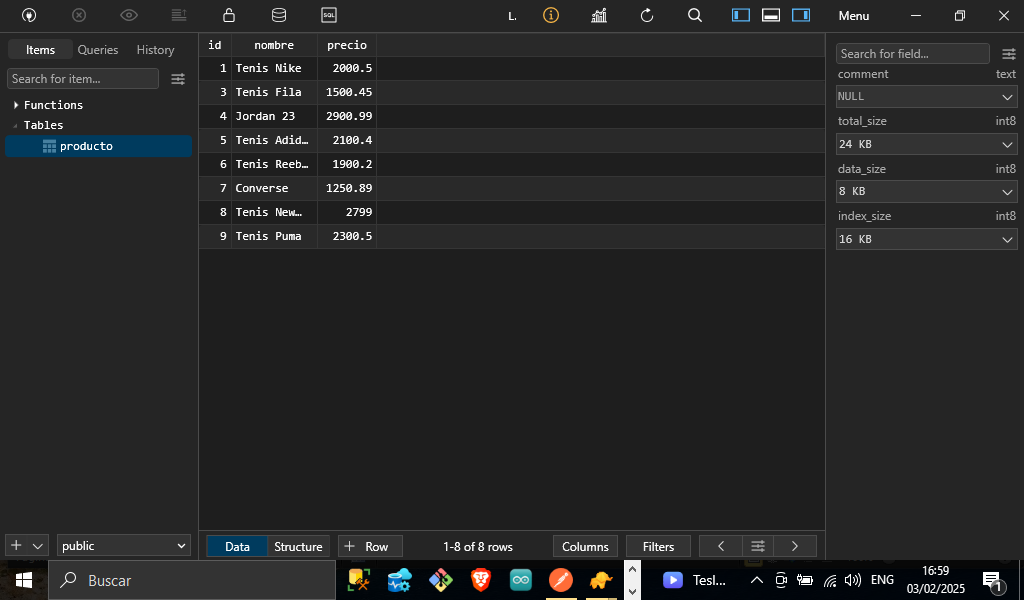 SQL L. Menu
Items Queries History
Search for item...
Functions
Tables
producto
id nombre precio
1 Tenis Nike 2000.5
3 Tenis Fila 1500.45
4 Jordan 23 2900.99
5 Tenis Adid… 2100.4
6 Tenis Reeb… 1900.2
7 Converse 1250.89
8 Tenis New… 2799
9 Tenis Puma 2300.5
Search for field...
comment text
NULL
total_size int8
24 KB
data_size int8
8 KB
index_size int8
16 KB
public
Data Structure + Row 1-8 of 8 rows Columns Filters
Buscar
Tesl...
ENG
16:59
03/02/2025
1